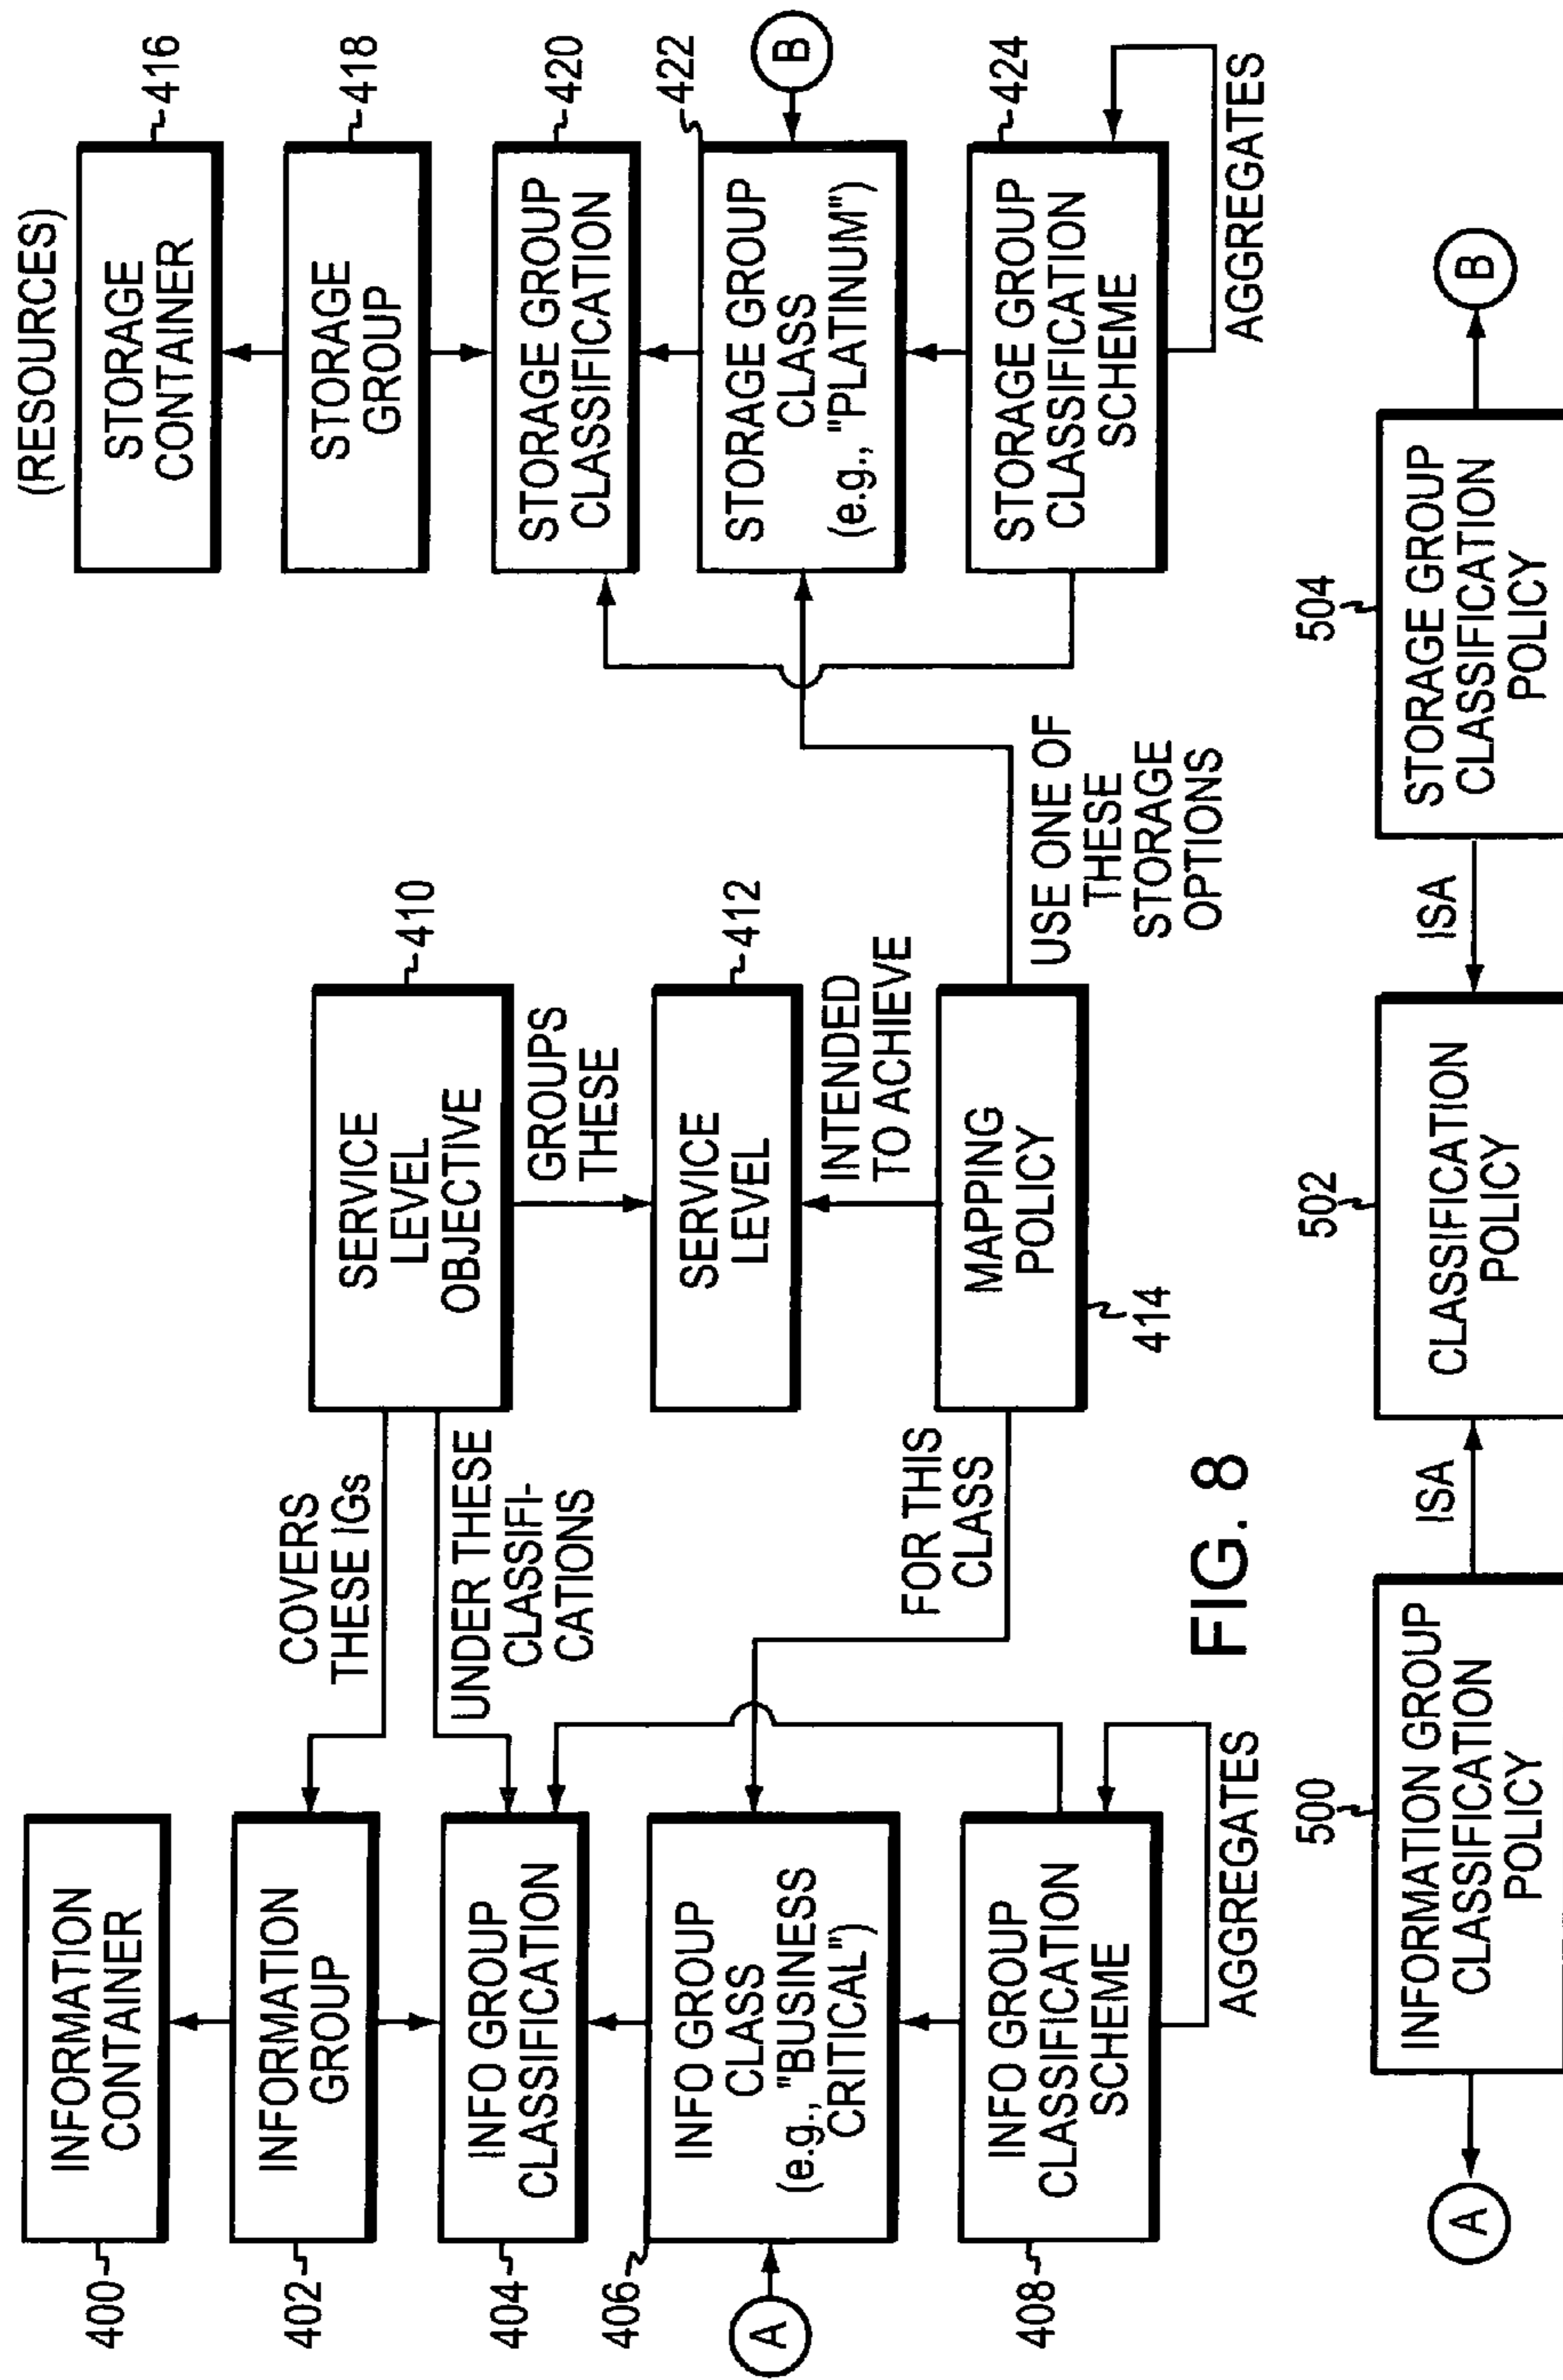 (RESOURCES)
INFORMATION
CONTAINER
400
INFORMATION
GROUP
402
INFO GROUP
CLASSIFICATION
404
INFO GROUP
CLASS
(e.g., "BUSINESS
CRITICAL")
406
A
INFO GROUP
CLASSIFICATION
SCHEME
408
AGGREGATES
COVERS
THESE IGs
UNDER THESE
CLASSIFI-
CATIONS
FOR THIS
CLASS
SERVICE
LEVEL
OBJECTIVE
410
GROUPS
THESE
SERVICE
LEVEL
412
INTENDED
TO ACHIEVE
MAPPING
POLICY
414
USE ONE OF
THESE
STORAGE
OPTIONS
STORAGE
CONTAINER
416
STORAGE
GROUP
418
STORAGE GROUP
CLASSIFICATION
420
STORAGE GROUP
CLASS
(e.g., "PLATINUM")
422
B
STORAGE GROUP
CLASSIFICATION
SCHEME
424
AGGREGATES
FIG. 8
A
500
INFORMATION GROUP
CLASSIFICATION
POLICY
ISA
502
CLASSIFICATION
POLICY
ISA
504
STORAGE GROUP
CLASSIFICATION
POLICY
B